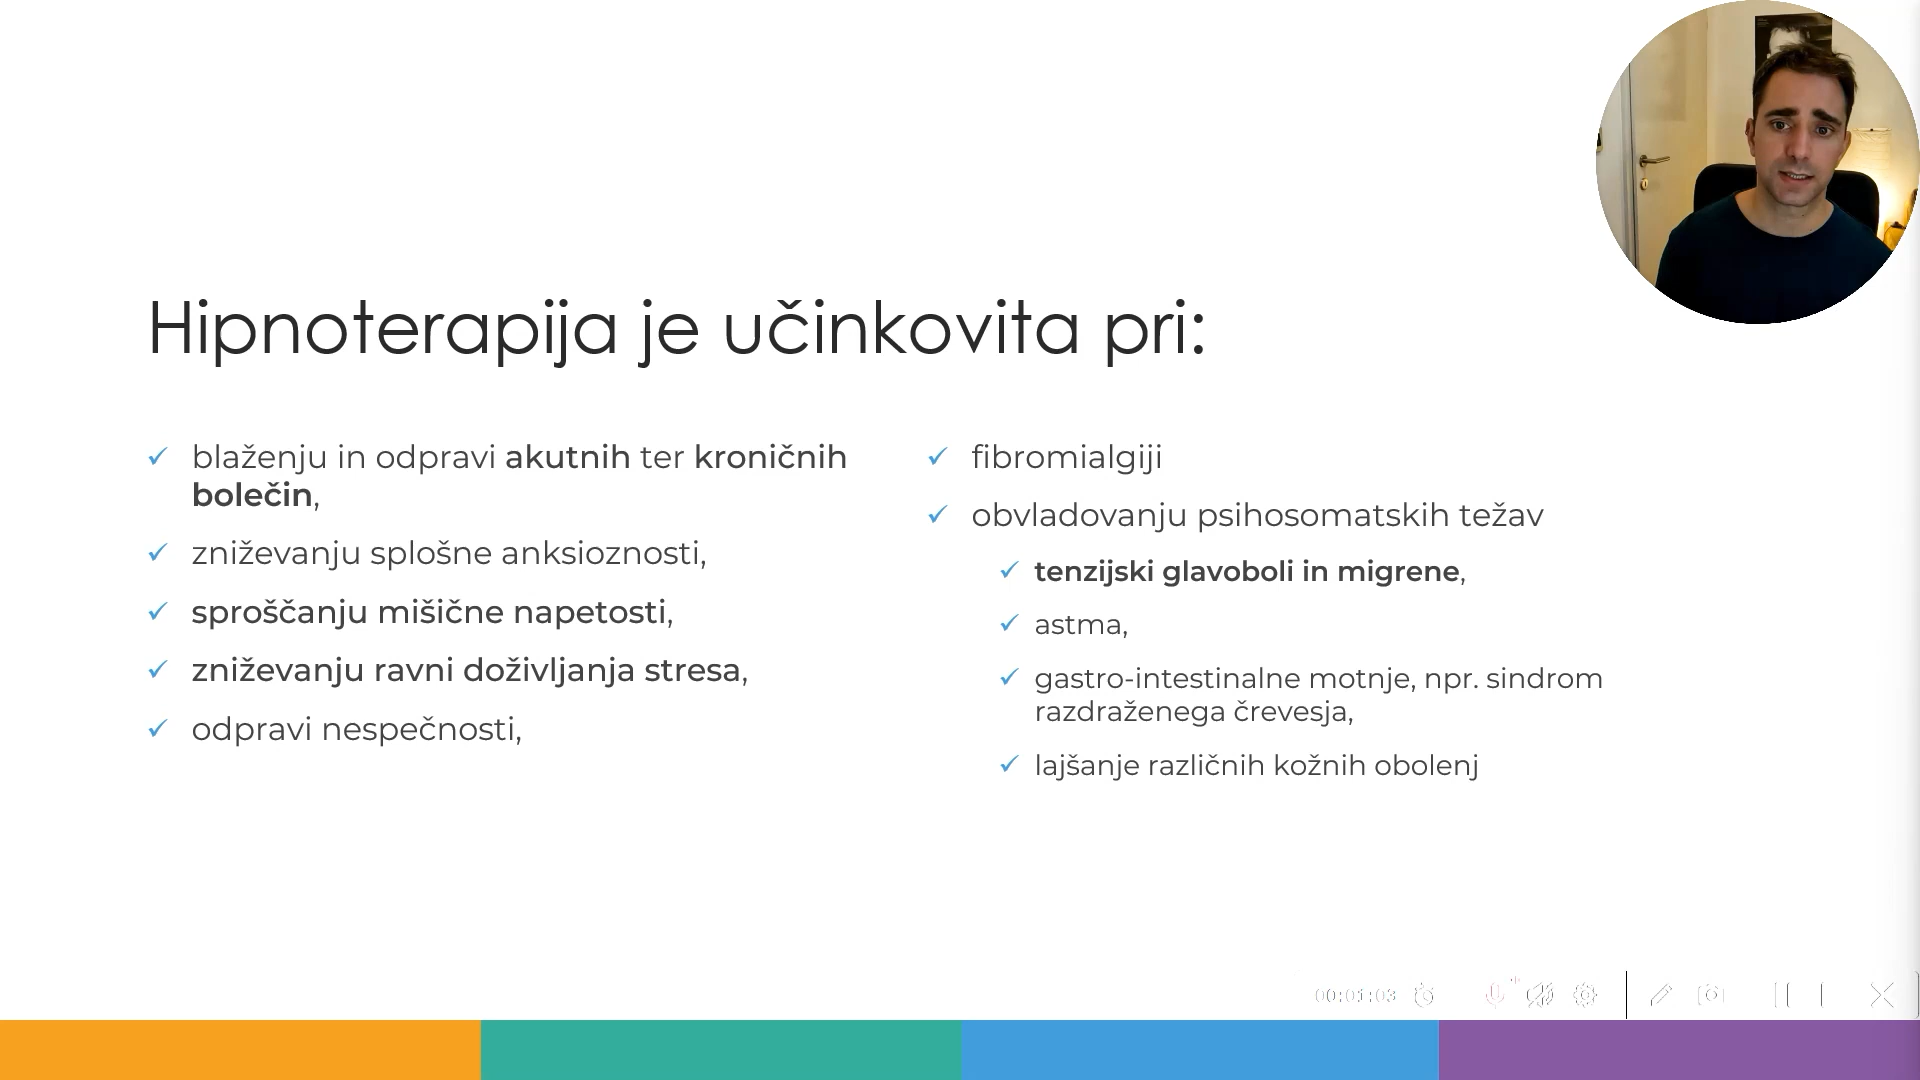 Hipnoterapija je učinkovita pri:
blaženju in odpravi akutnih ter kroničnih
bolečin,
zniževanju splošne anksioznosti,
sproščanju mišične napetosti,
zniževanju ravni doživljanja stresa,
odpravi nespečnosti,
fibromialgiji
obvladovanju psihosomatskih težav
tenzijski glavoboli in migrene,
astma,
gastro-intestinalne motnje, npr. sindrom
razdraženega črevesja,
lajšanje različnih kožnih obolenj
00:01:03